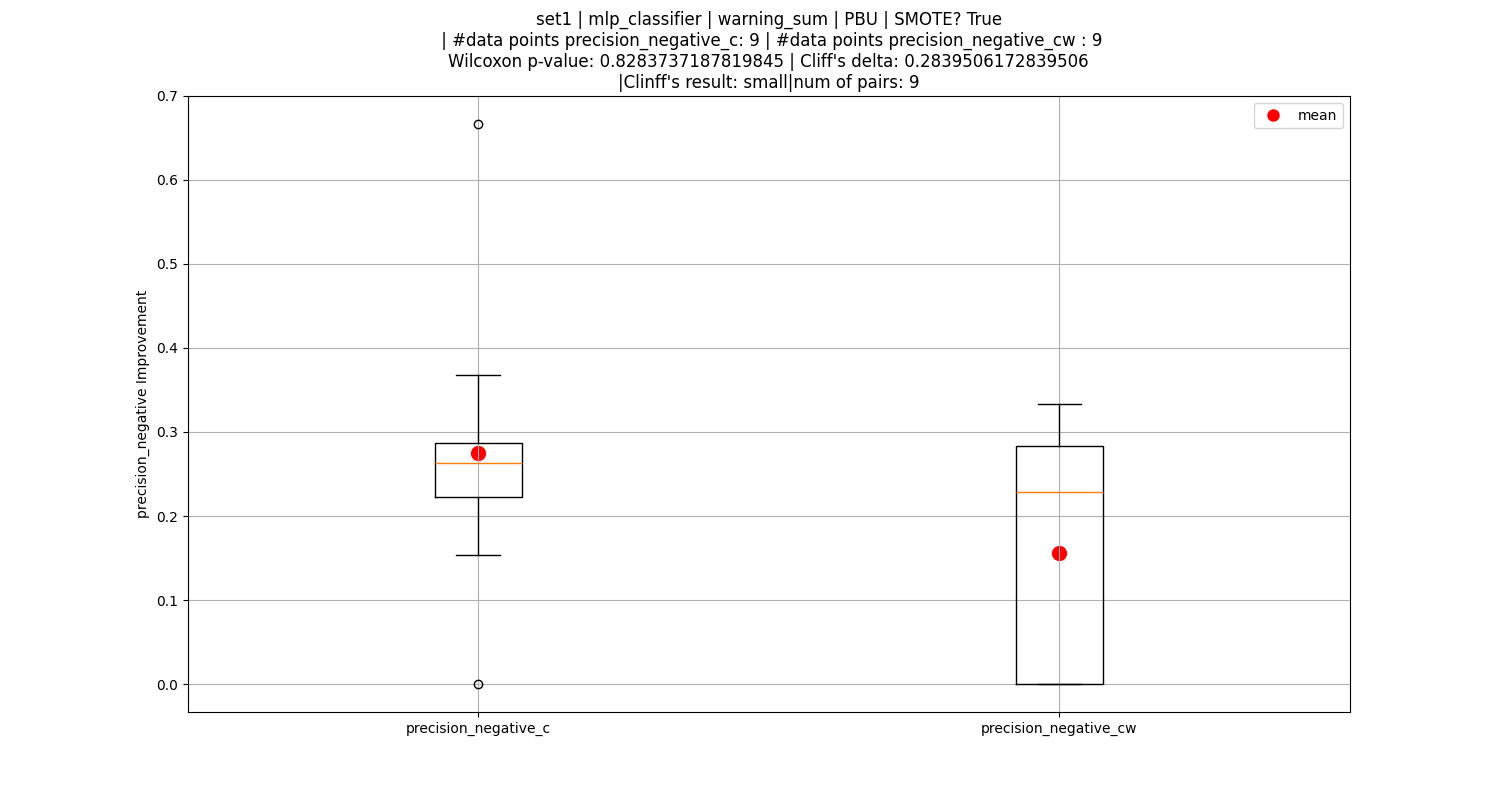 set1 | mlp_classifier | warning_sum | PBU | SMOTE? True
| #data points precision_negative_c: 9 | #data points precision_negative_cw : 9
Wilcoxon p-value: 0.8283737187819845 | Cliff's delta: 0.2839506172839506
|Clinff's result: small|num of pairs: 9
mean
precision_negative Improvement
0.7
0.6
0.5
0.4
0.3
0.2
0.1
0.0
precision_negative_c
precision_negative_cw